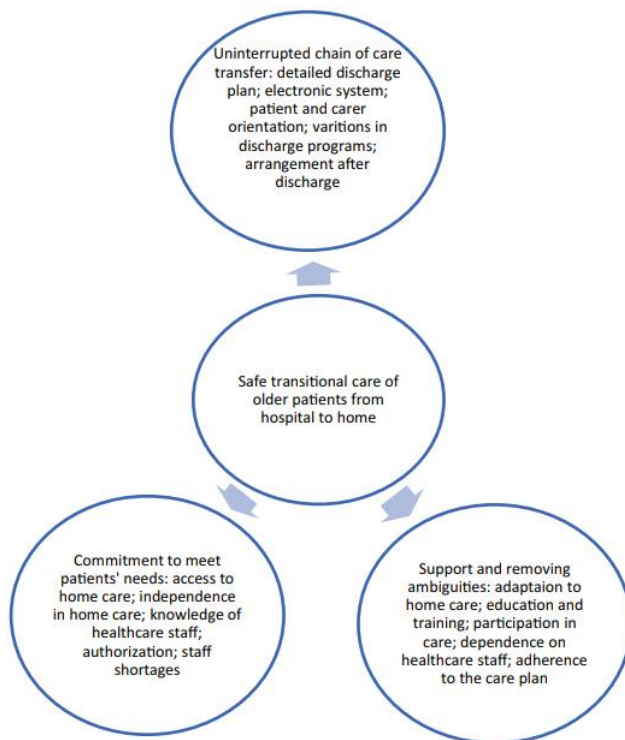 Uninterrupted chain of care
transfer: detailed discharge
plan; electronic system;
patient and carer
orientation; varitions in
discharge programs;
arrangement after
discharge
Safe transitional care of
older patients from
hospital to home
Commitment to meet
patients' needs: access to
home care; independence
in home care; knowledge of
healthcare staff;
authorization; staff
shortages
Support and removing
ambiguities: adaptaion to
home care; education and
training; participation in
care; dependence on
healthcare staff; adherence
to the care plan